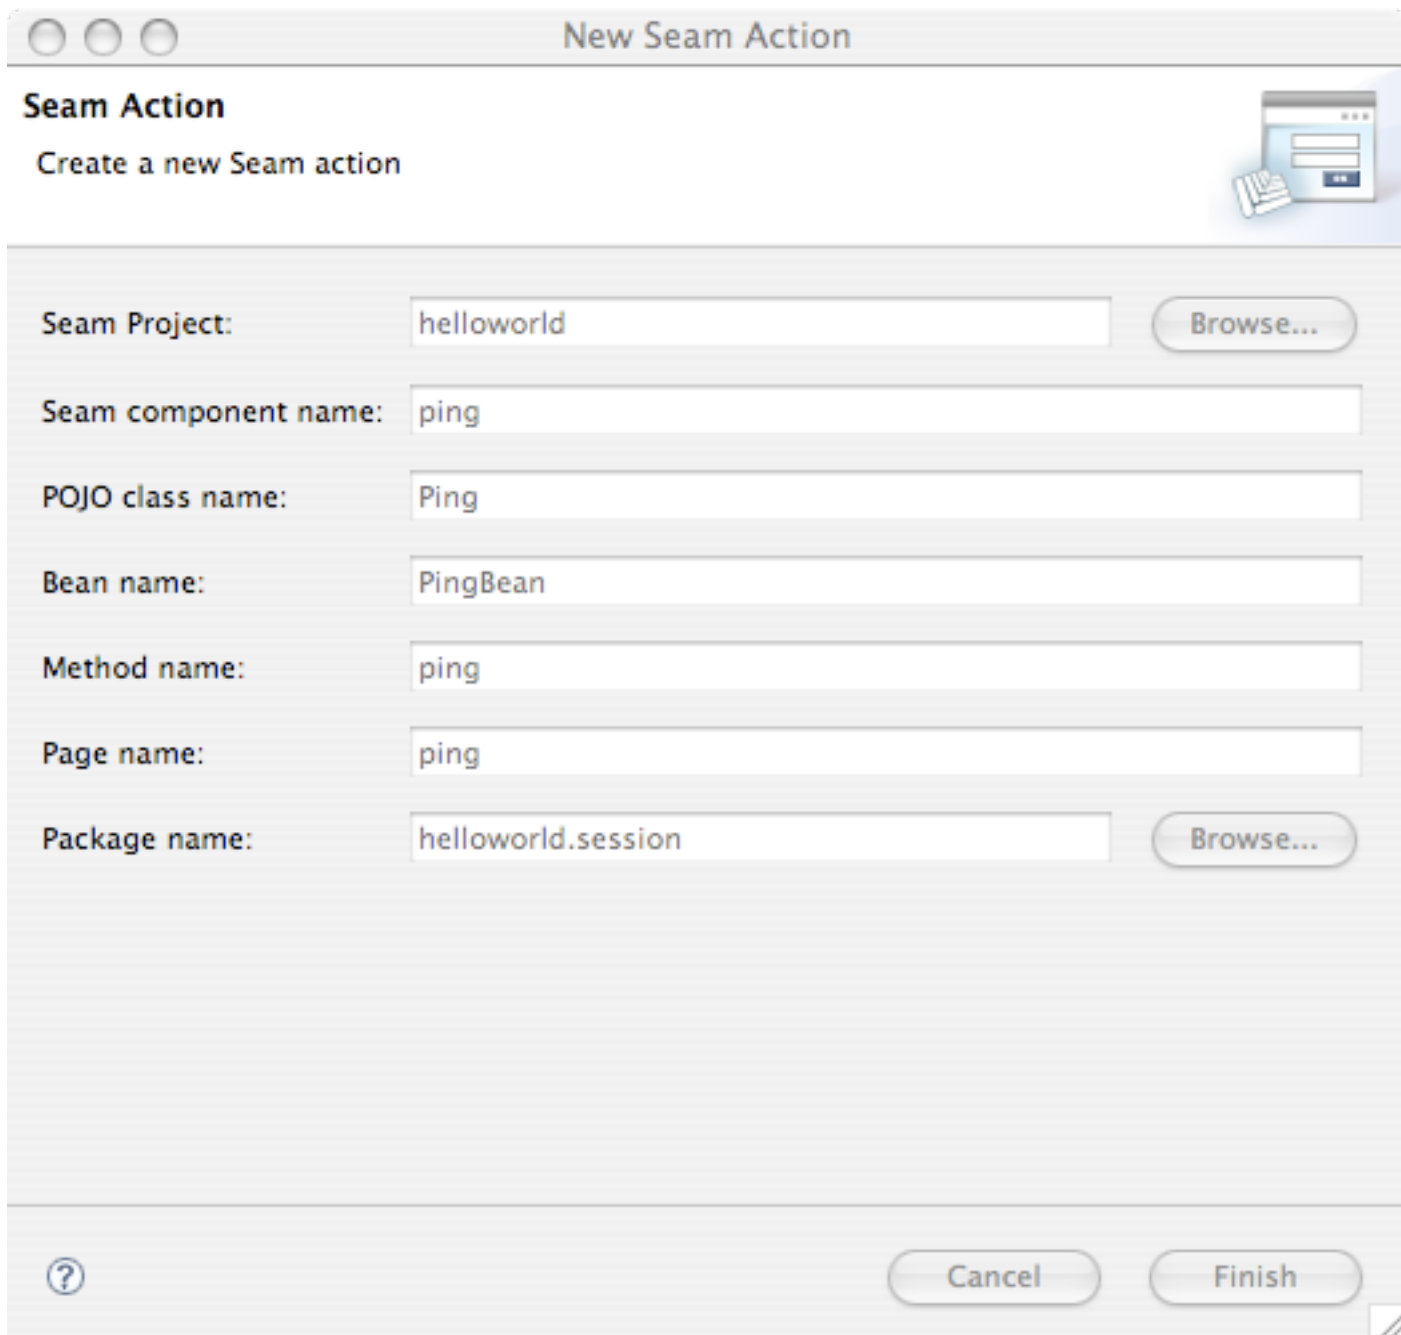 New Seam Action
Seam Action
Create a new Seam action
Seam Project: helloworld Browse...
Seam component name: ping
POJO class name: Ping
Bean name: PingBean
Method name: ping
Page name: ping
Package name: helloworld.session Browse...
? Cancel Finish